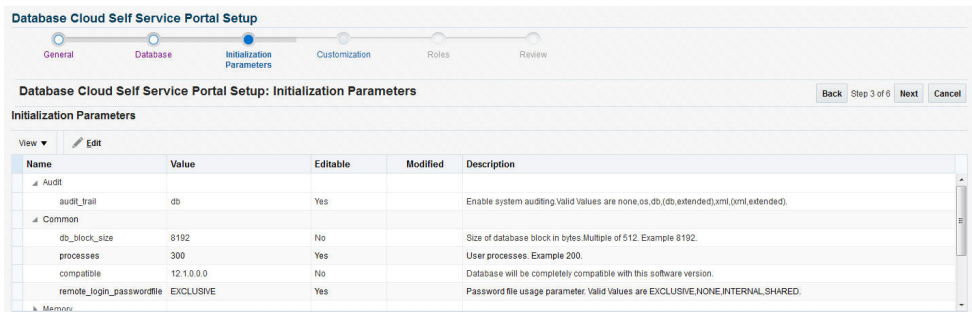 Database Cloud Self Service Portal Setup
General Database Initialization Parameters Customization Roles Review
Database Cloud Self Service Portal Setup: Initialization Parameters
Back Step 3 of 6 Next Cancel
Initialization Parameters
View Edit
Name Value Editable Modified Description
Audit
audit_trail db Yes Enable system auditing.Valid Values are none,os,db,(db,extended),xml,(xml,extended).
Common
db_block_size 8192 No Size of database block in bytes.Multiple of 512. Example 8192.
processes 300 Yes User processes. Example 200.
compatible 12.1.0.0.0 No Database will be completely compatible with this software version.
remote_login_passwordfile EXCLUSIVE Yes Password file usage parameter. Valid Values are EXCLUSIVE,NONE,INTERNAL,SHARED.
Memory